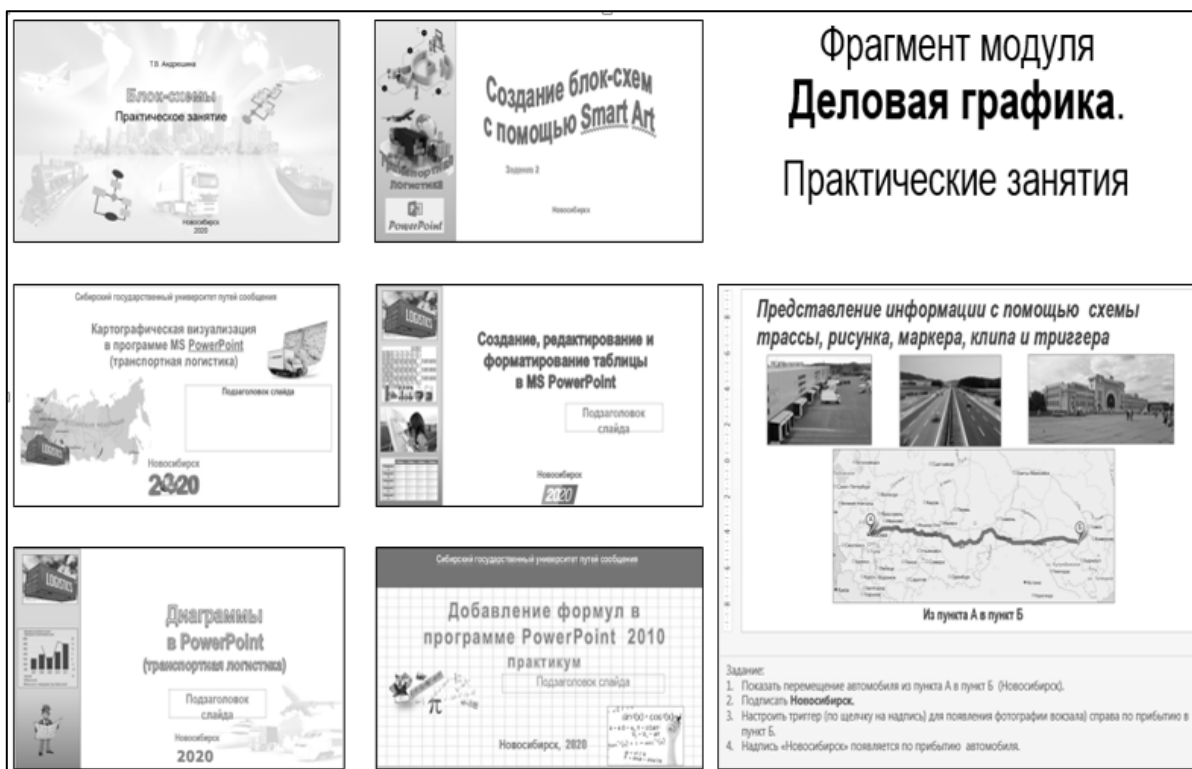 Т.В. Андрюшина
Блок-схемы
Практическое занятие
Новосибирск
2020
Создание блок-схем
с помощью Smart Art
Задание 2
Новосибирск
Транспортная
логистика
PowerPoint
Фрагмент модуля
Деловая графика.
Практические занятия
Сибирский государственный университет путей сообщения
Картографическая визуализация
в программе MS PowerPoint
(транспортная логистика)
Подзаголовок слайда
Новосибирск
2020
LOGISTICS
Создание, редактирование и
форматирование таблицы
в MS PowerPoint
Подзаголовок
слайда
Новосибирск
2020
Представление информации с помощью схемы
трассы, рисунка, маркера, клипа и триггера
Из пункта А в пункт Б
Задание:
1. Показать перемещение автомобиля из пункта А в пункт Б (Новосибирск).
2. Подписать Новосибирск.
3. Настроить триггер (по щелчку на надпись) для появления фотографии вокзала) справа по прибытию в
пункт Б.
4. Надпись «Новосибирск» появляется по прибытию автомобиля.
LOGISTICS
Диаграммы
в PowerPoint
(транспортная логистика)
Подзаголовок
слайда
Новосибирск
2020
Сибирский государственный университет путей сообщения
Добавление формул в
программе PowerPoint 2010
практикум
Подзаголовок слайда
π
Новосибирск, 2020